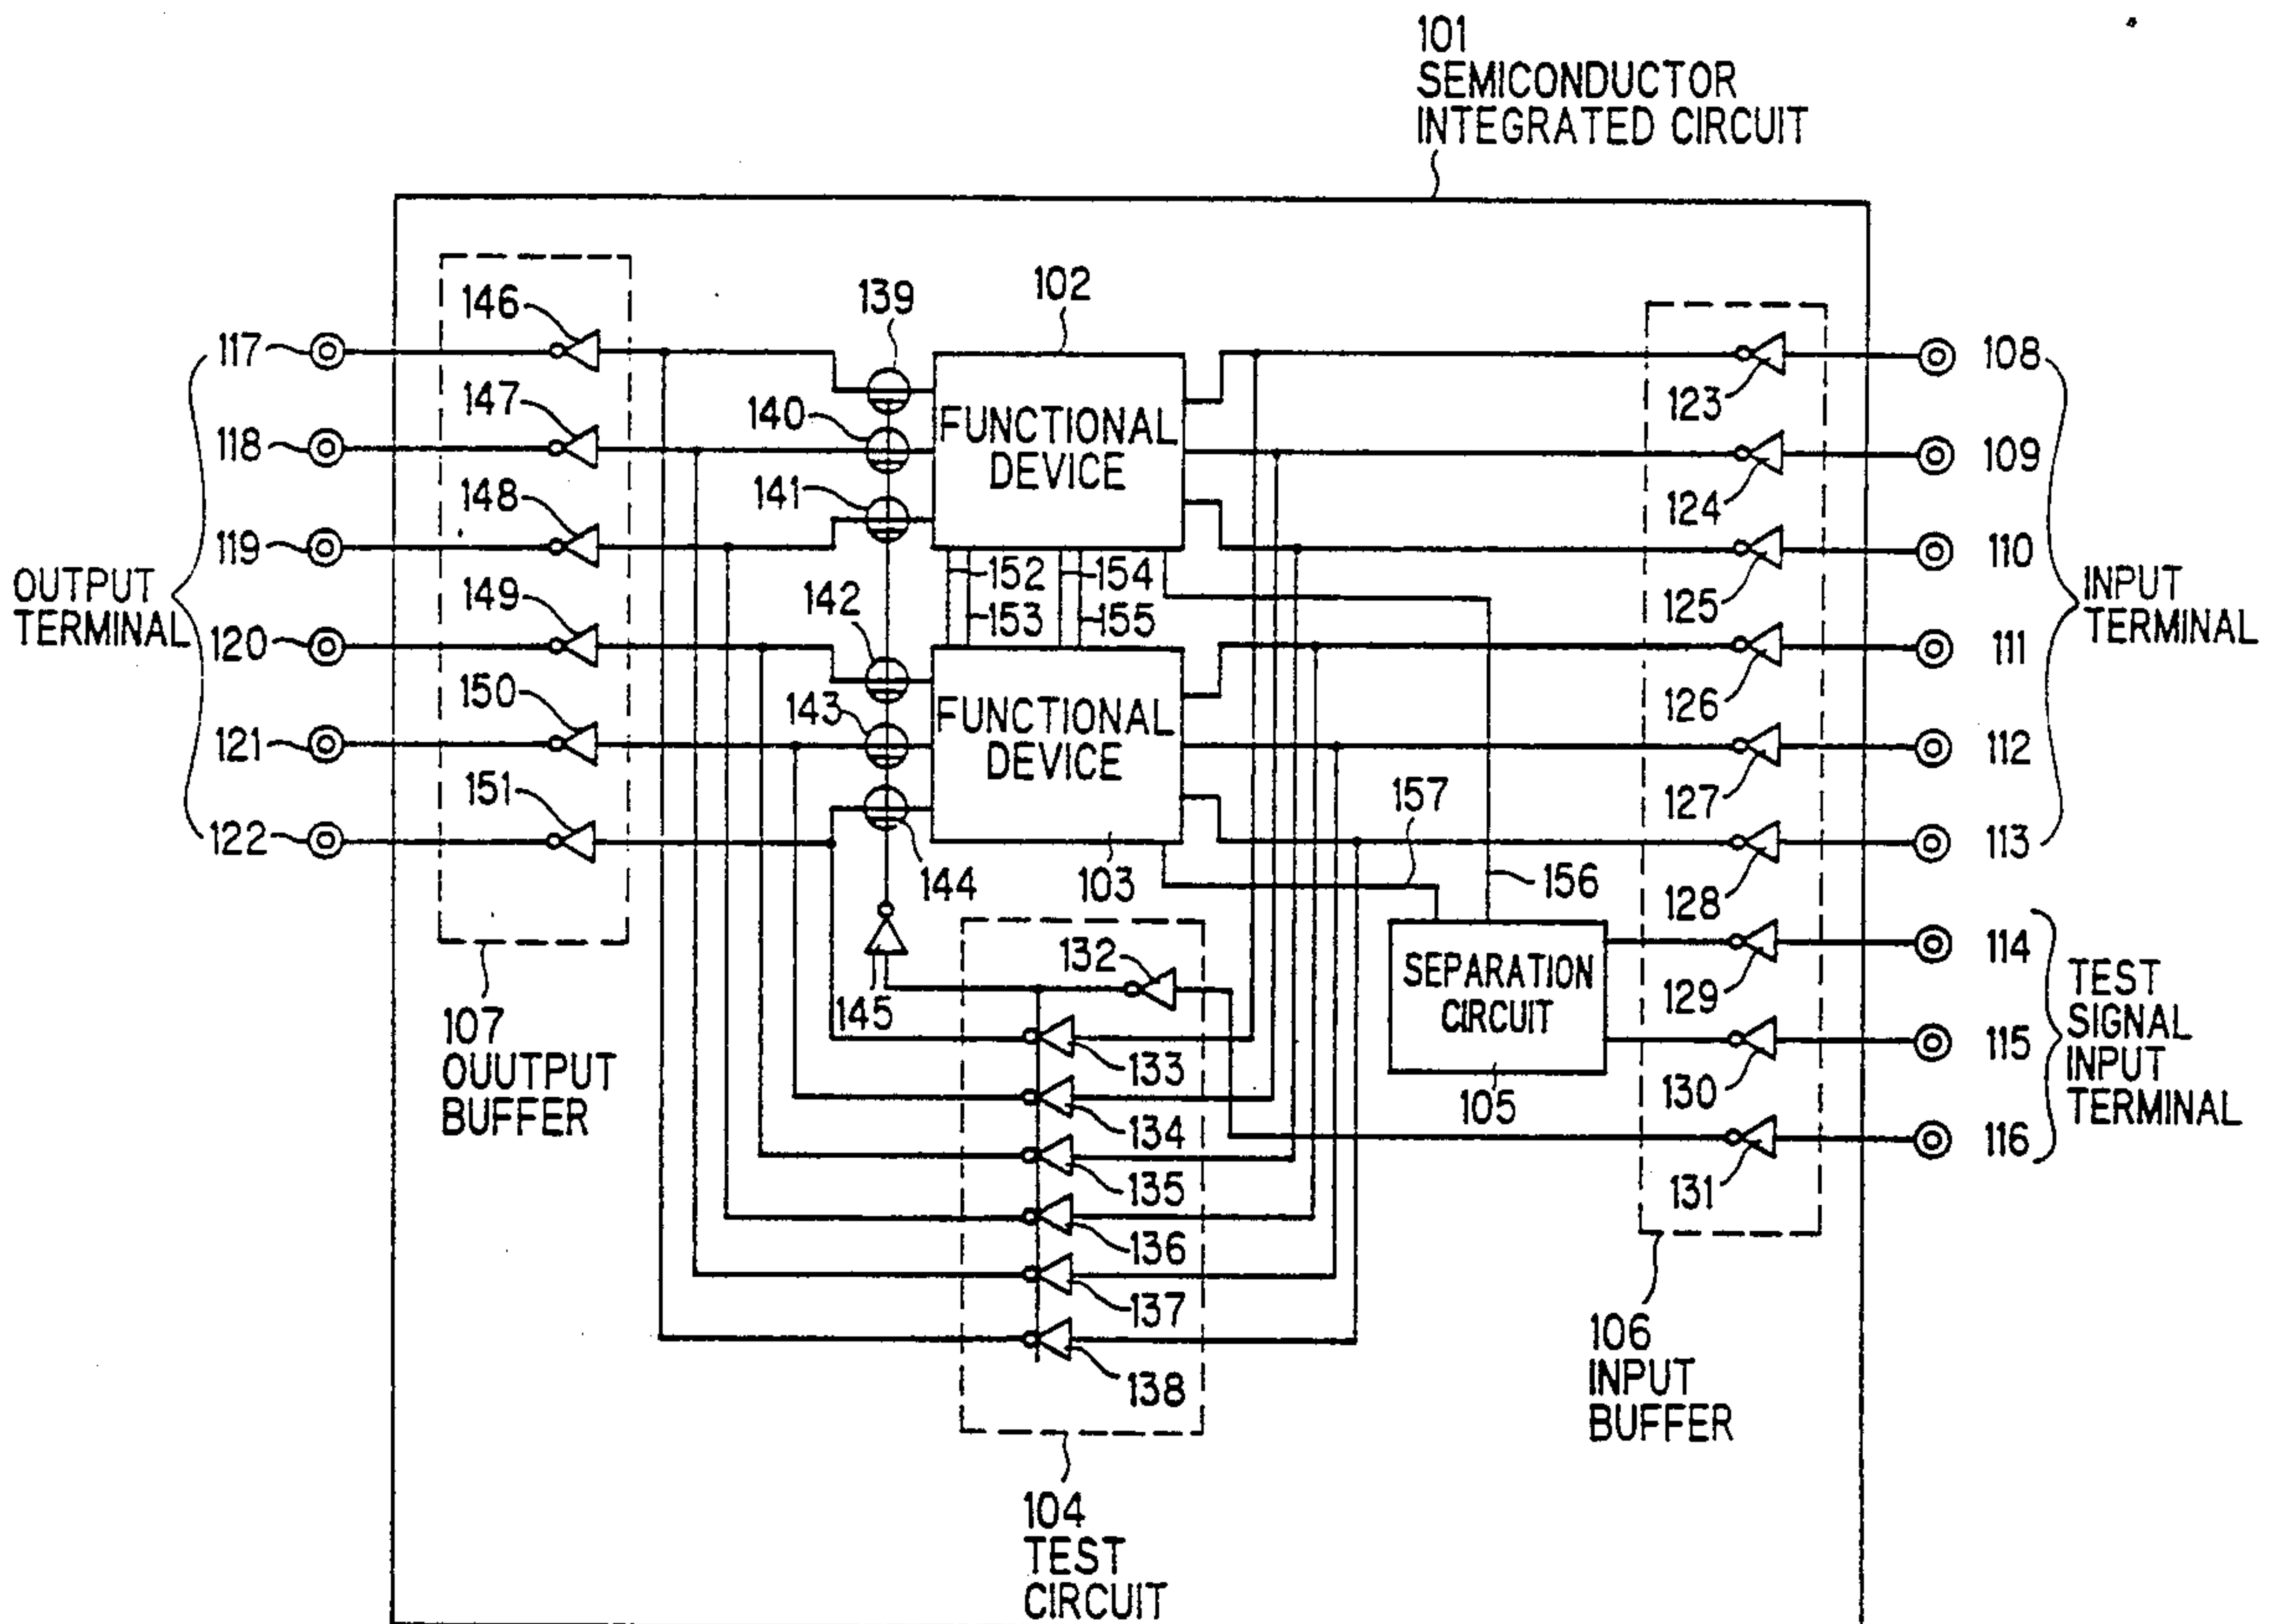 101
SEMICONDUCTOR
INTEGRATED CIRCUIT
139
102
146
117
108
123
147
140
118
FUNCTIONAL
DEVICE
109
124
148
141
119
110
125
OUTPUT
TERMINAL
INPUT
TERMINAL
152
154
153
155
149
142
120
111
126
150
143
121
FUNCTIONAL
DEVICE
112
127
151
157
122
113
144
103
156
128
132
114
SEPARATION
CIRCUIT
129
TEST
SIGNAL
INPUT
TERMINAL
145
107
OUUTPUT
BUFFER
133
115
130
105
134
116
135
131
136
137
106
INPUT
BUFFER
138
104
TEST
CIRCUIT